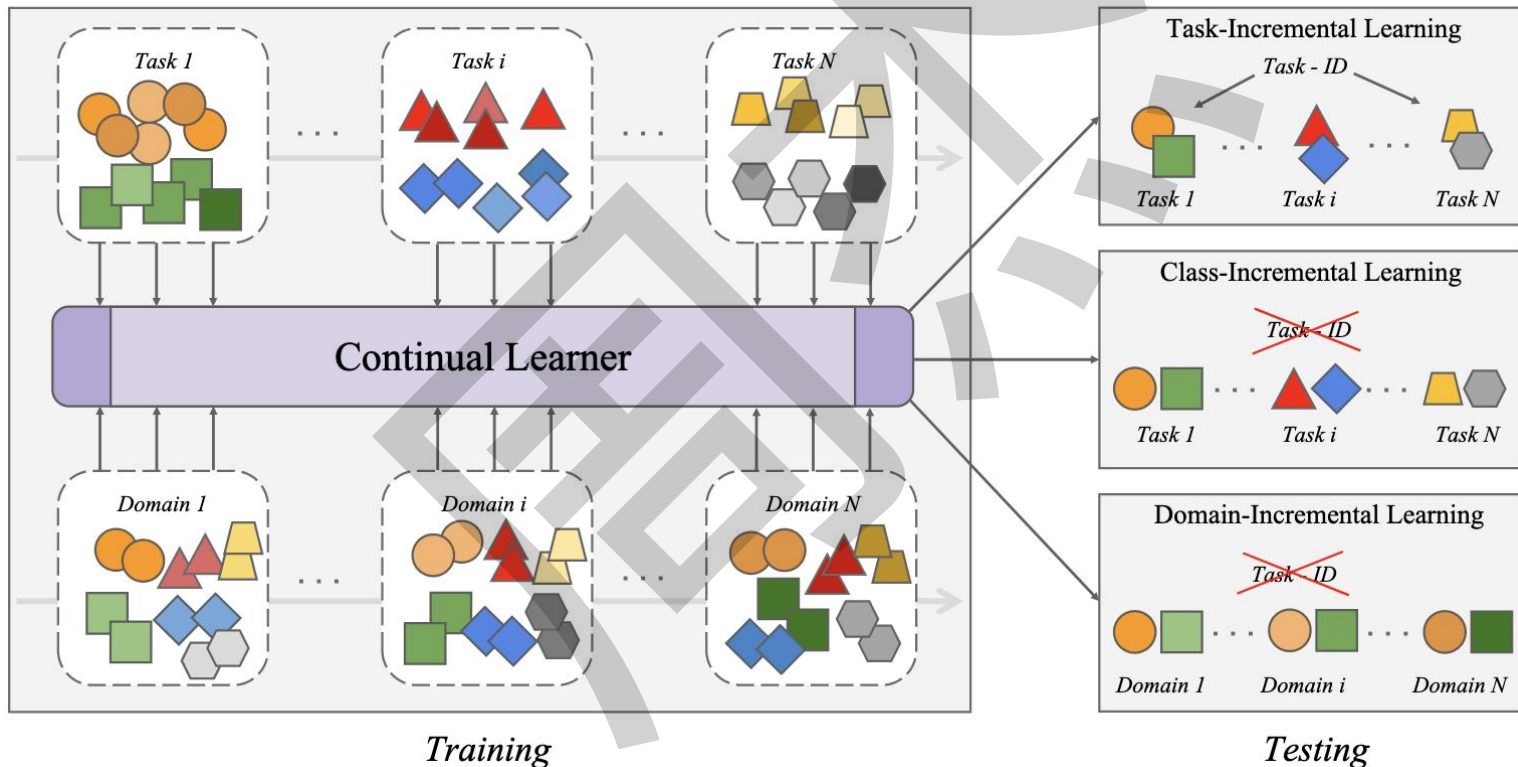 Task 1
Task i
Task N
. . .
. . .
Continual Learner
Domain 1
Domain i
Domain N
. . .
. . .
Training
Task-Incremental Learning
Task - ID
. . .
. . .
Task 1
Task i
Task N
Class-Incremental Learning
Task - ID
. . .
. . .
Task 1
Task i
Task N
Domain-Incremental Learning
Task - ID
. . .
. . .
Domain 1
Domain i
Domain N
Testing